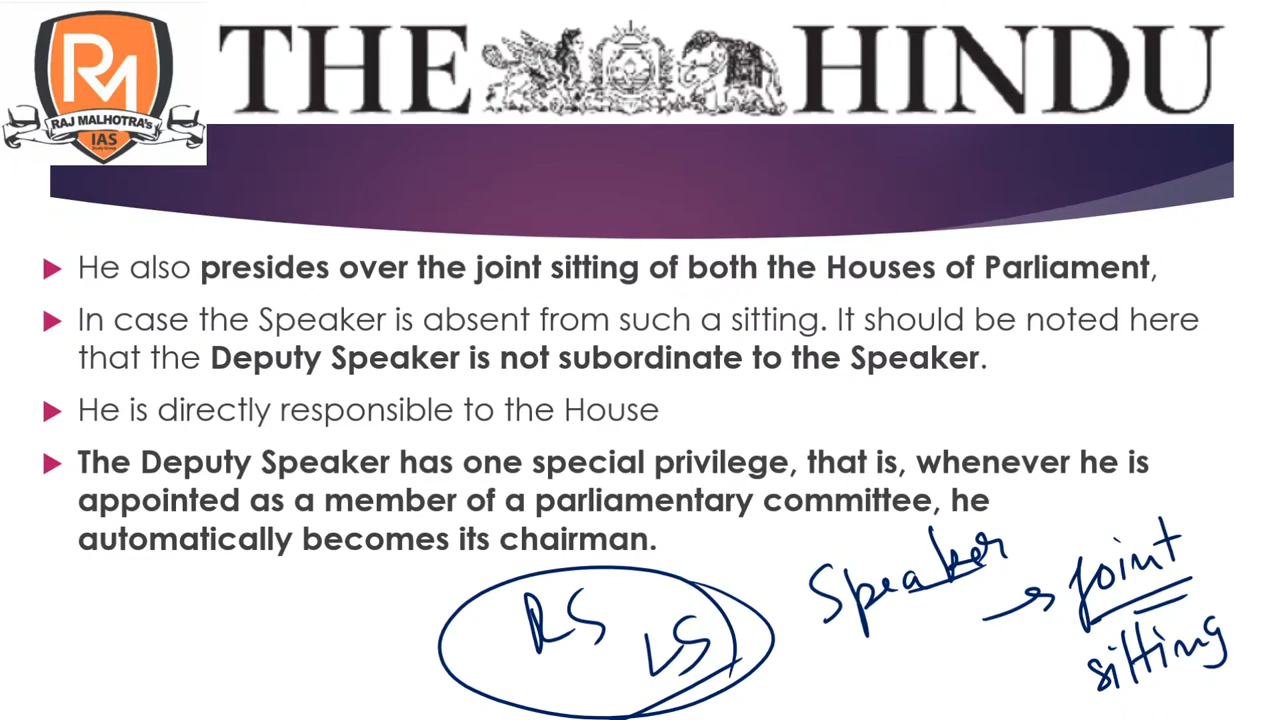 RM
RAJ MALHOTRA'S
IAS
Study Group
THE HINDU
He also presides over the joint sitting of both the Houses of Parliament,
In case the Speaker is absent from such a sitting. It should be noted here
that the Deputy Speaker is not subordinate to the Speaker.
He is directly responsible to the House
The Deputy Speaker has one special privilege, that is, whenever he is
appointed as a member of a parliamentary committee, he
automatically becomes its chairman.
Speaker
Joint
sitting
RS
LS